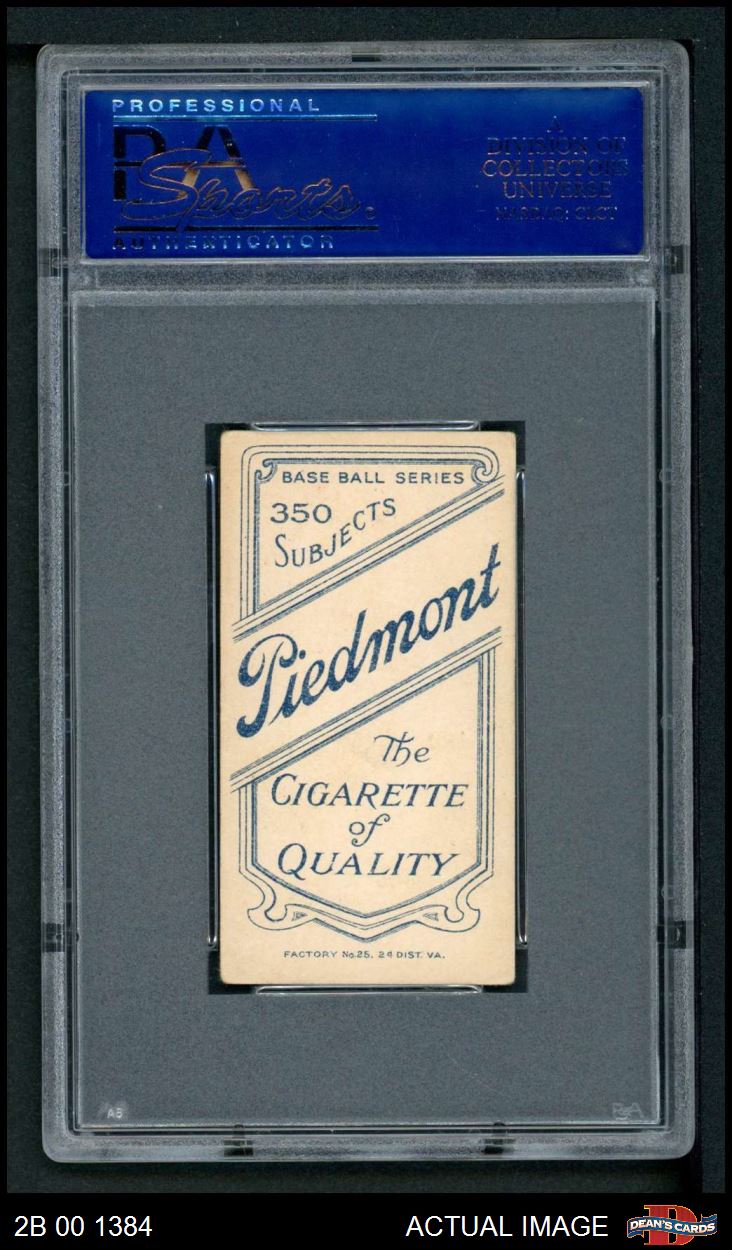 PROFESSIONAL
PSA
Sports
AUTHENTICATOR
A
DIVISION OF
COLLECTORS
UNIVERSE
NASDAQ: CLCT
BASE BALL SERIES
350
SUBJECTS
Piedmont
The
CIGARETTE
of
QUALITY
FACTORY No. 25, 2d DIST. VA.
PSA
2B 00 1384
ACTUAL IMAGE
DEAN'S CARDS